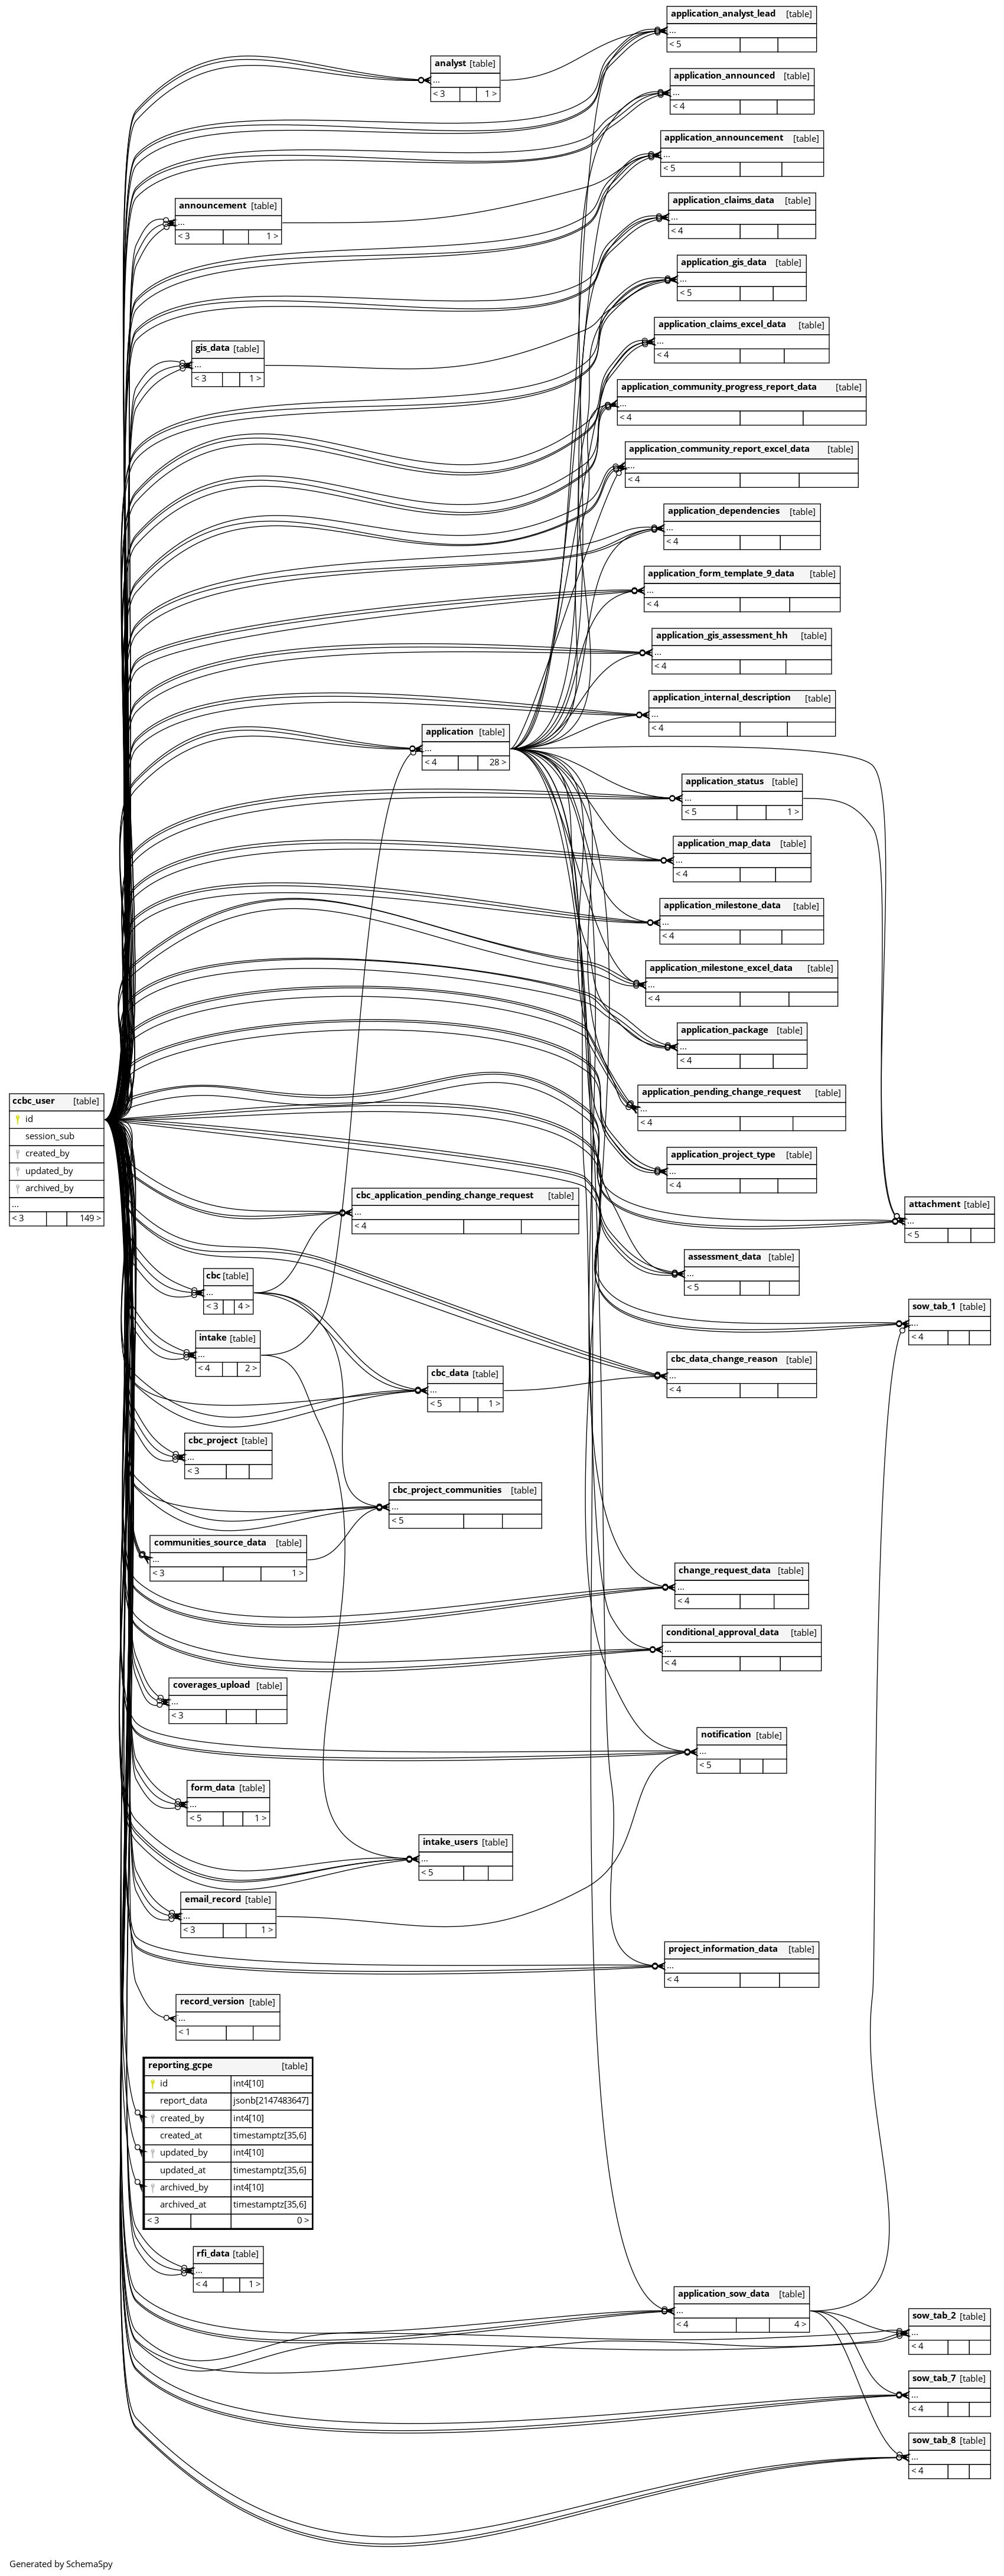 application_analyst_lead [table]
...
< 5
analyst [table]
...
< 3 1 >
application_announced [table]
...
< 4
application_announcement [table]
...
< 5
announcement [table]
...
< 3 1 >
application_claims_data [table]
...
< 4
application_gis_data [table]
...
< 5
gis_data [table]
...
< 3 1 >
application_claims_excel_data [table]
...
< 4
application_community_progress_report_data [table]
...
< 4
application_community_report_excel_data [table]
...
< 4
application_dependencies [table]
...
< 4
application_form_template_9_data [table]
...
< 4
application_gis_assessment_hh [table]
...
< 4
application_internal_description [table]
...
< 4
application [table]
...
< 4 28 >
application_status [table]
...
< 5 1 >
application_map_data [table]
...
< 4
application_milestone_data [table]
...
< 4
application_milestone_excel_data [table]
...
< 4
application_package [table]
...
< 4
application_pending_change_request [table]
...
< 4
ccbc_user [table]
id
session_sub
created_by
updated_by
archived_by
...
< 3 149 >
application_project_type [table]
...
< 4
cbc_application_pending_change_request [table]
...
< 4
attachment [table]
...
< 5
assessment_data [table]
...
< 5
cbc [table]
...
< 3 4 >
sow_tab_1 [table]
...
< 4
intake [table]
...
< 4 2 >
cbc_data_change_reason [table]
...
< 4
cbc_data [table]
...
< 5 1 >
cbc_project [table]
...
< 3
cbc_project_communities [table]
...
< 5
communities_source_data [table]
...
< 3 1 >
change_request_data [table]
...
< 4
conditional_approval_data [table]
...
< 4
coverages_upload [table]
...
< 3
notification [table]
...
< 5
form_data [table]
...
< 5 1 >
intake_users [table]
...
< 5
email_record [table]
...
< 3 1 >
project_information_data [table]
...
< 4
record_version [table]
...
< 1
reporting_gcpe [table]
id int4[10]
report_data jsonb[2147483647]
created_by int4[10]
created_at timestamptz[35,6]
updated_by int4[10]
updated_at timestamptz[35,6]
archived_by int4[10]
archived_at timestamptz[35,6]
< 3 0 >
rfi_data [table]
...
< 4 1 >
application_sow_data [table]
...
< 4 4 >
sow_tab_2 [table]
...
< 4
sow_tab_7 [table]
...
< 4
sow_tab_8 [table]
...
< 4
Generated by SchemaSpy